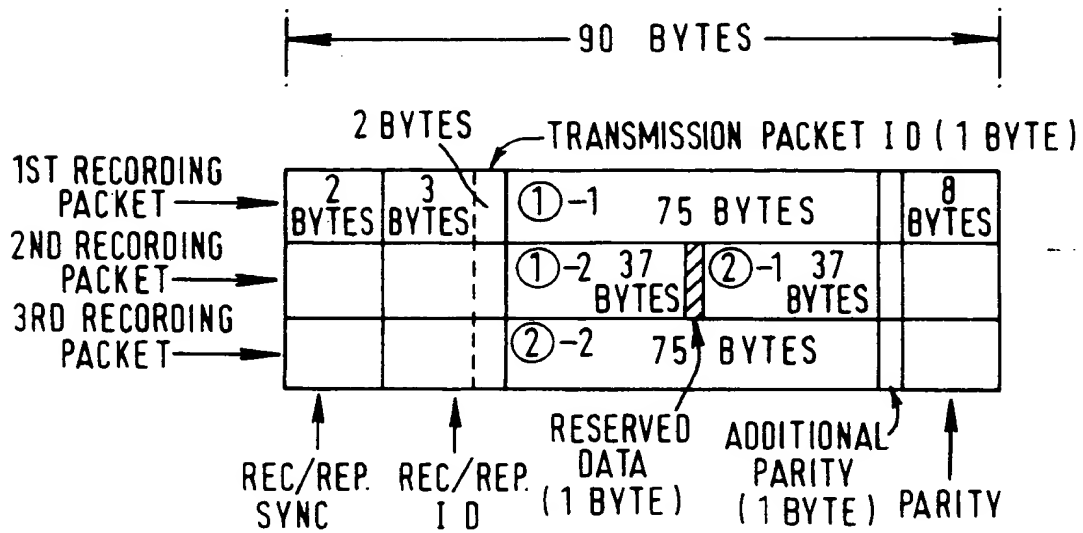 90 BYTES
2 BYTES
TRANSMISSION PACKET ID (1 BYTE)
1ST RECORDING
PACKET
2
BYTES
3
BYTES
①-1 75 BYTES
8
BYTES
2ND RECORDING
PACKET
①-2 37
BYTES
②-1 37
BYTES
3RD RECORDING
PACKET
②-2 75 BYTES
REC/REP.
SYNC
REC/REP.
ID
RESERVED
DATA
(1 BYTE)
ADDITIONAL
PARITY
(1 BYTE)
PARITY